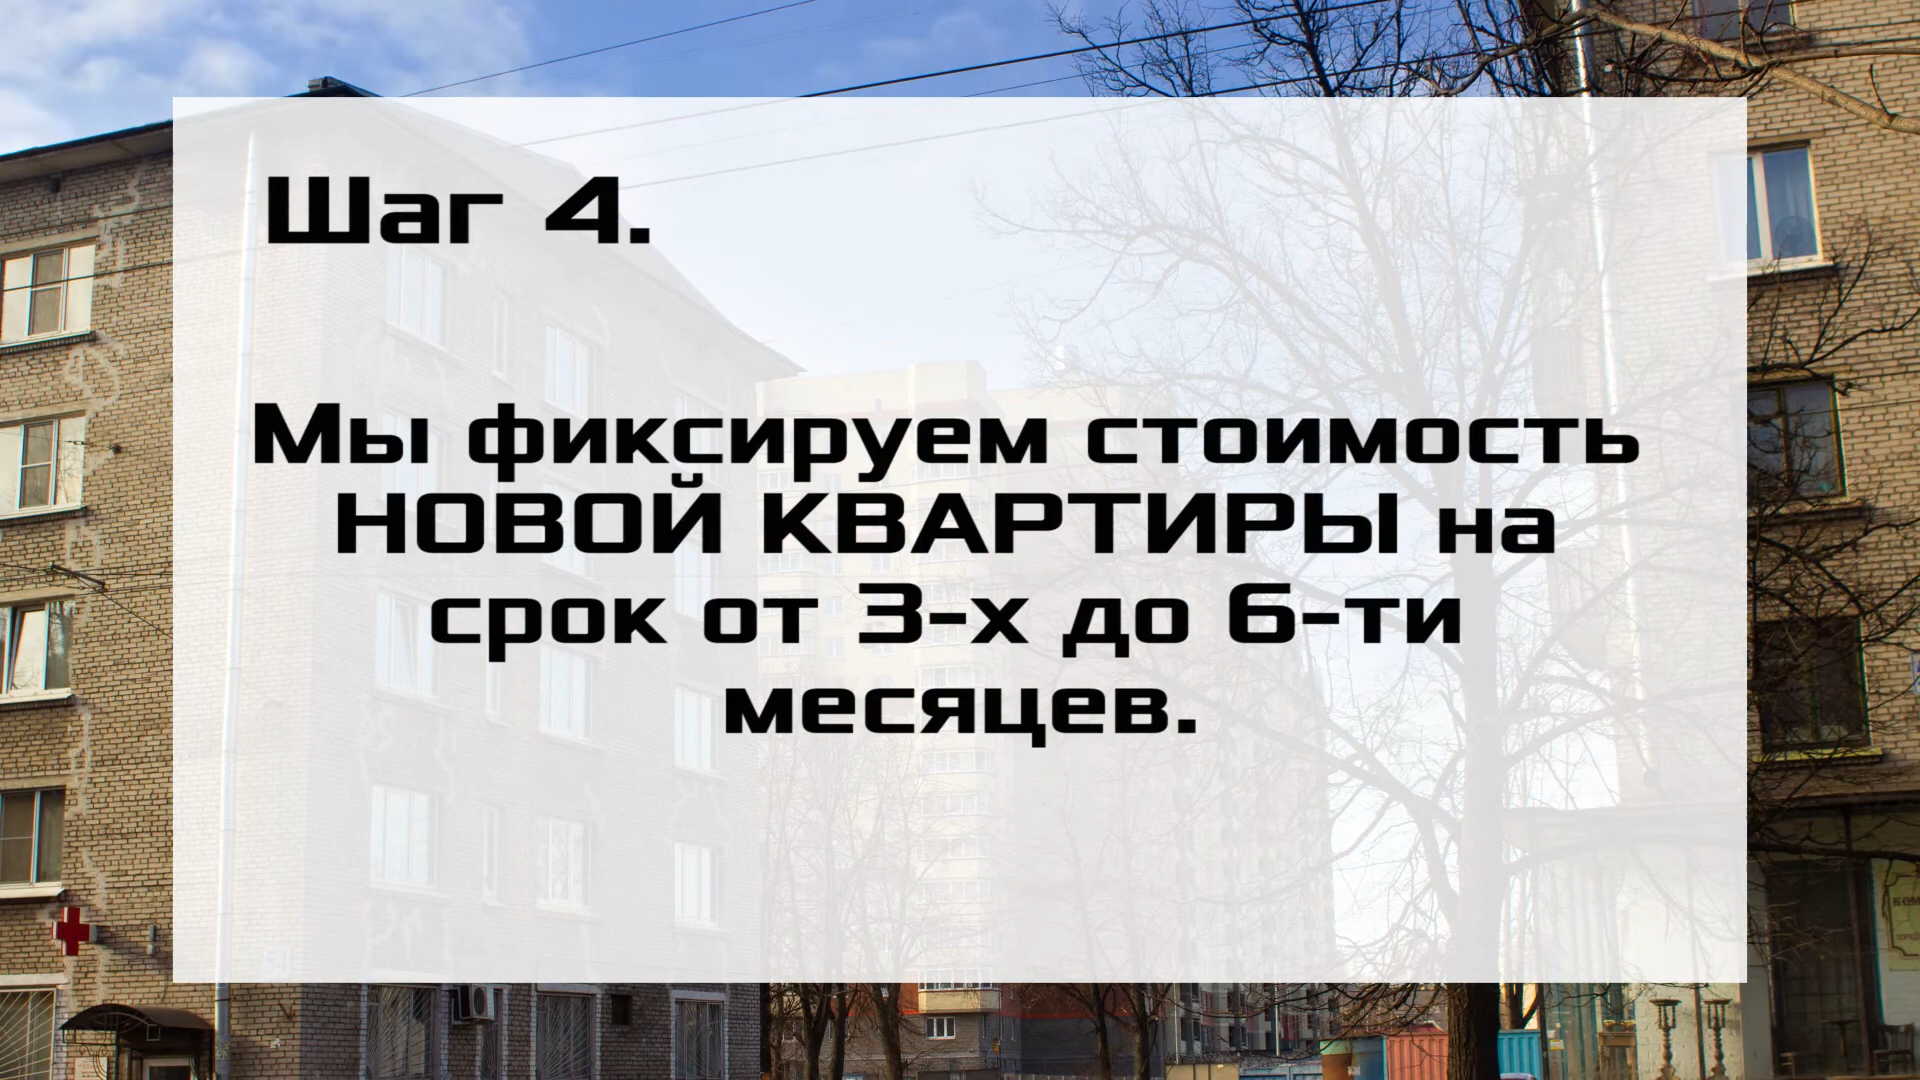 Шаг 4.
Мы фиксируем стоимость
НОВОЙ КВАРТИРЫ на
срок от 3-х до 6-ти
месяцев.